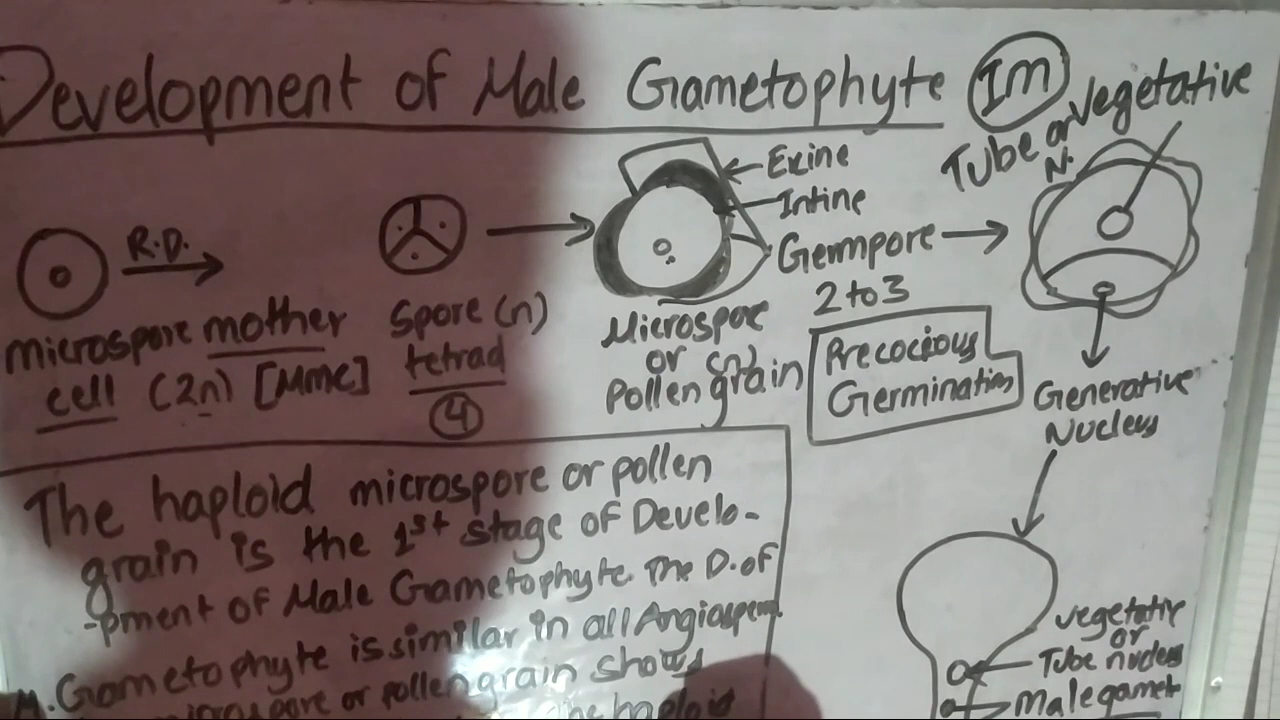 Development of Male Gametophyte
Im
Tube or Vegetative
N.
Exine
Intine
Germpore
2 to 3
R.D.
microspore mother
cell (2n) [Mmc]
Spore (n)
tetrad
4
Microspore
or (n)
Pollen grain
Precocious
Germination
Generative
Nucleus
The haploid microspore or pollen
grain is the 1st stage of Develo-
-pment of Male Gametophyte. The D. of
M. Gametophyte is similar in all Angiosperm.
or pollen grain shows
haploid
vegetative
or
Tube nucleus
Male gamet